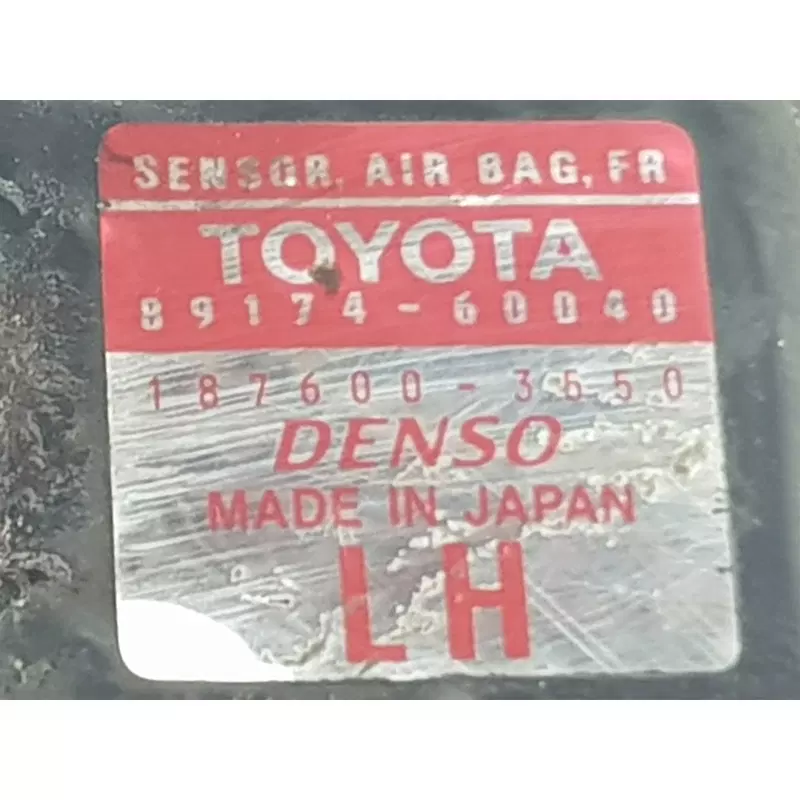 SENSOR, AIR BAG, FR
TOYOTA
89174-60040
187600-3550
DENSO
MADE IN JAPAN
LH